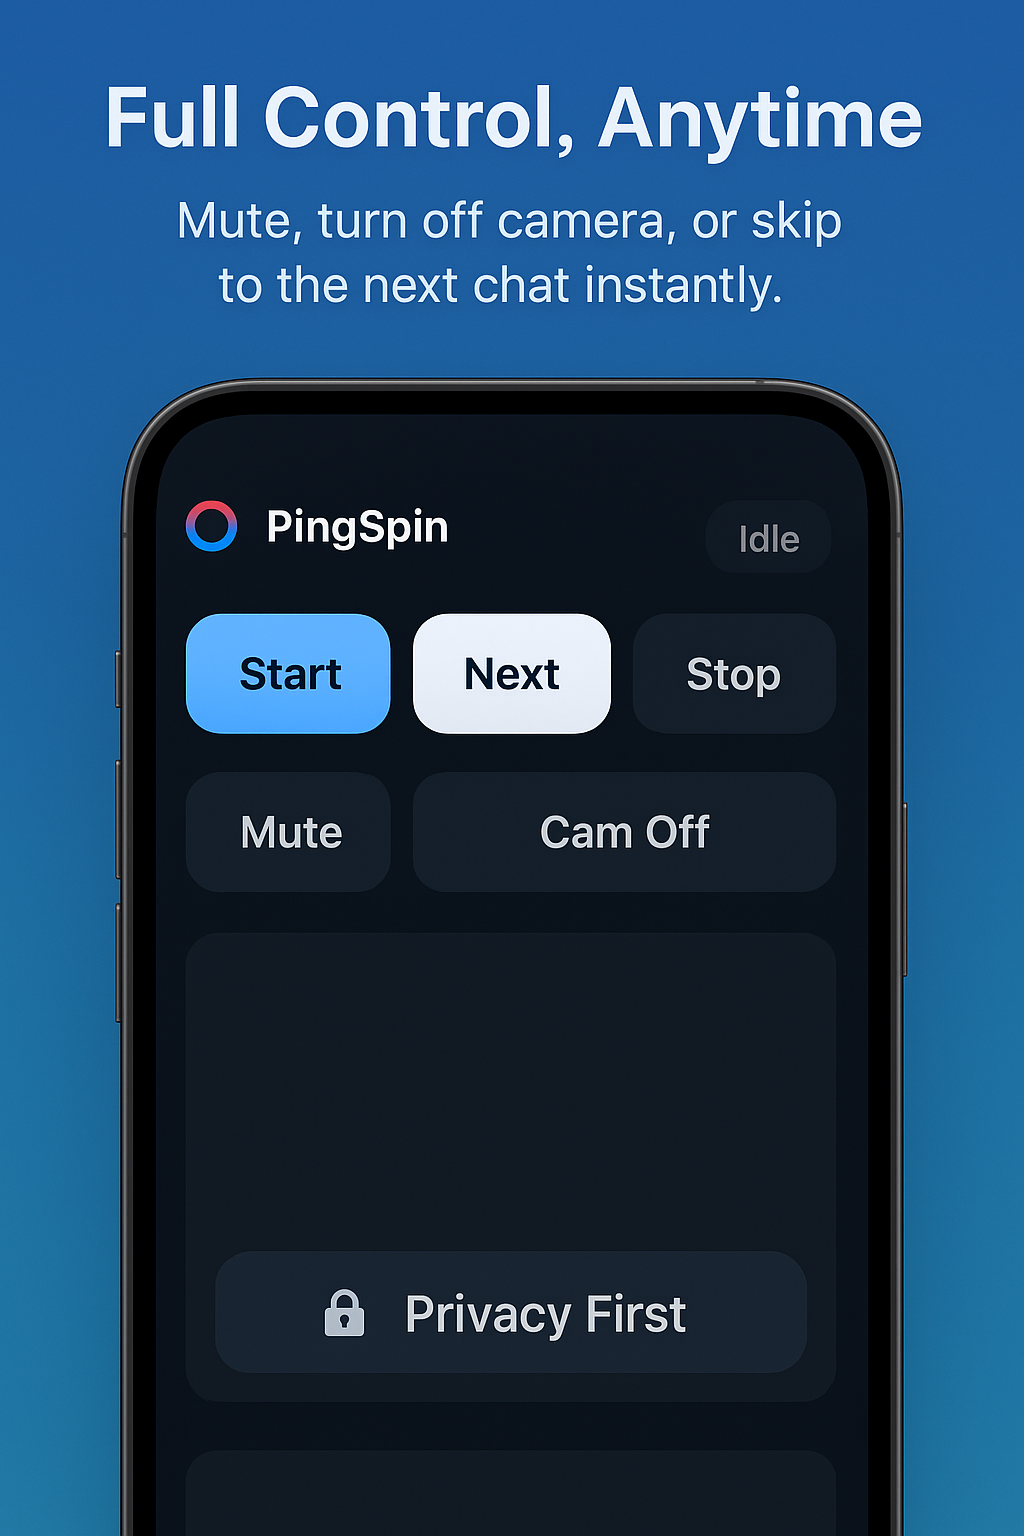 Full Control, Anytime
Mute, turn off camera, or skip
to the next chat instantly.
PingSpin
Idle
Start Next Stop
Mute Cam Off
Privacy First